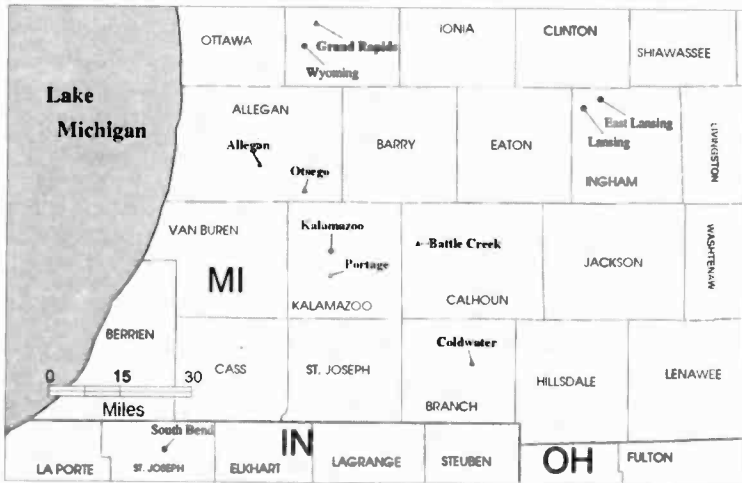 OTTAWA
Grand Rapids
Wyoming
IONIA
CLINTON
SHIAWASSEE
Lake
Michigan
ALLEGAN
Allegan
Otsego
BARRY
EATON
East Lansing
Lansing
INGHAM
LIVINGSTON
VAN BUREN
MI
Kalamazoo
Portage
KALAMAZOO
Battle Creek
CALHOUN
JACKSON
WASHTENAW
BERRIEN
CASS
ST. JOSEPH
Coldwater
BRANCH
HILLSDALE
LENAWEE
0 15 30
Miles
South Bend
IN
OH
LA PORTE
ST. JOSEPH
ELKHART
LAGRANGE
STEUBEN
FULTON